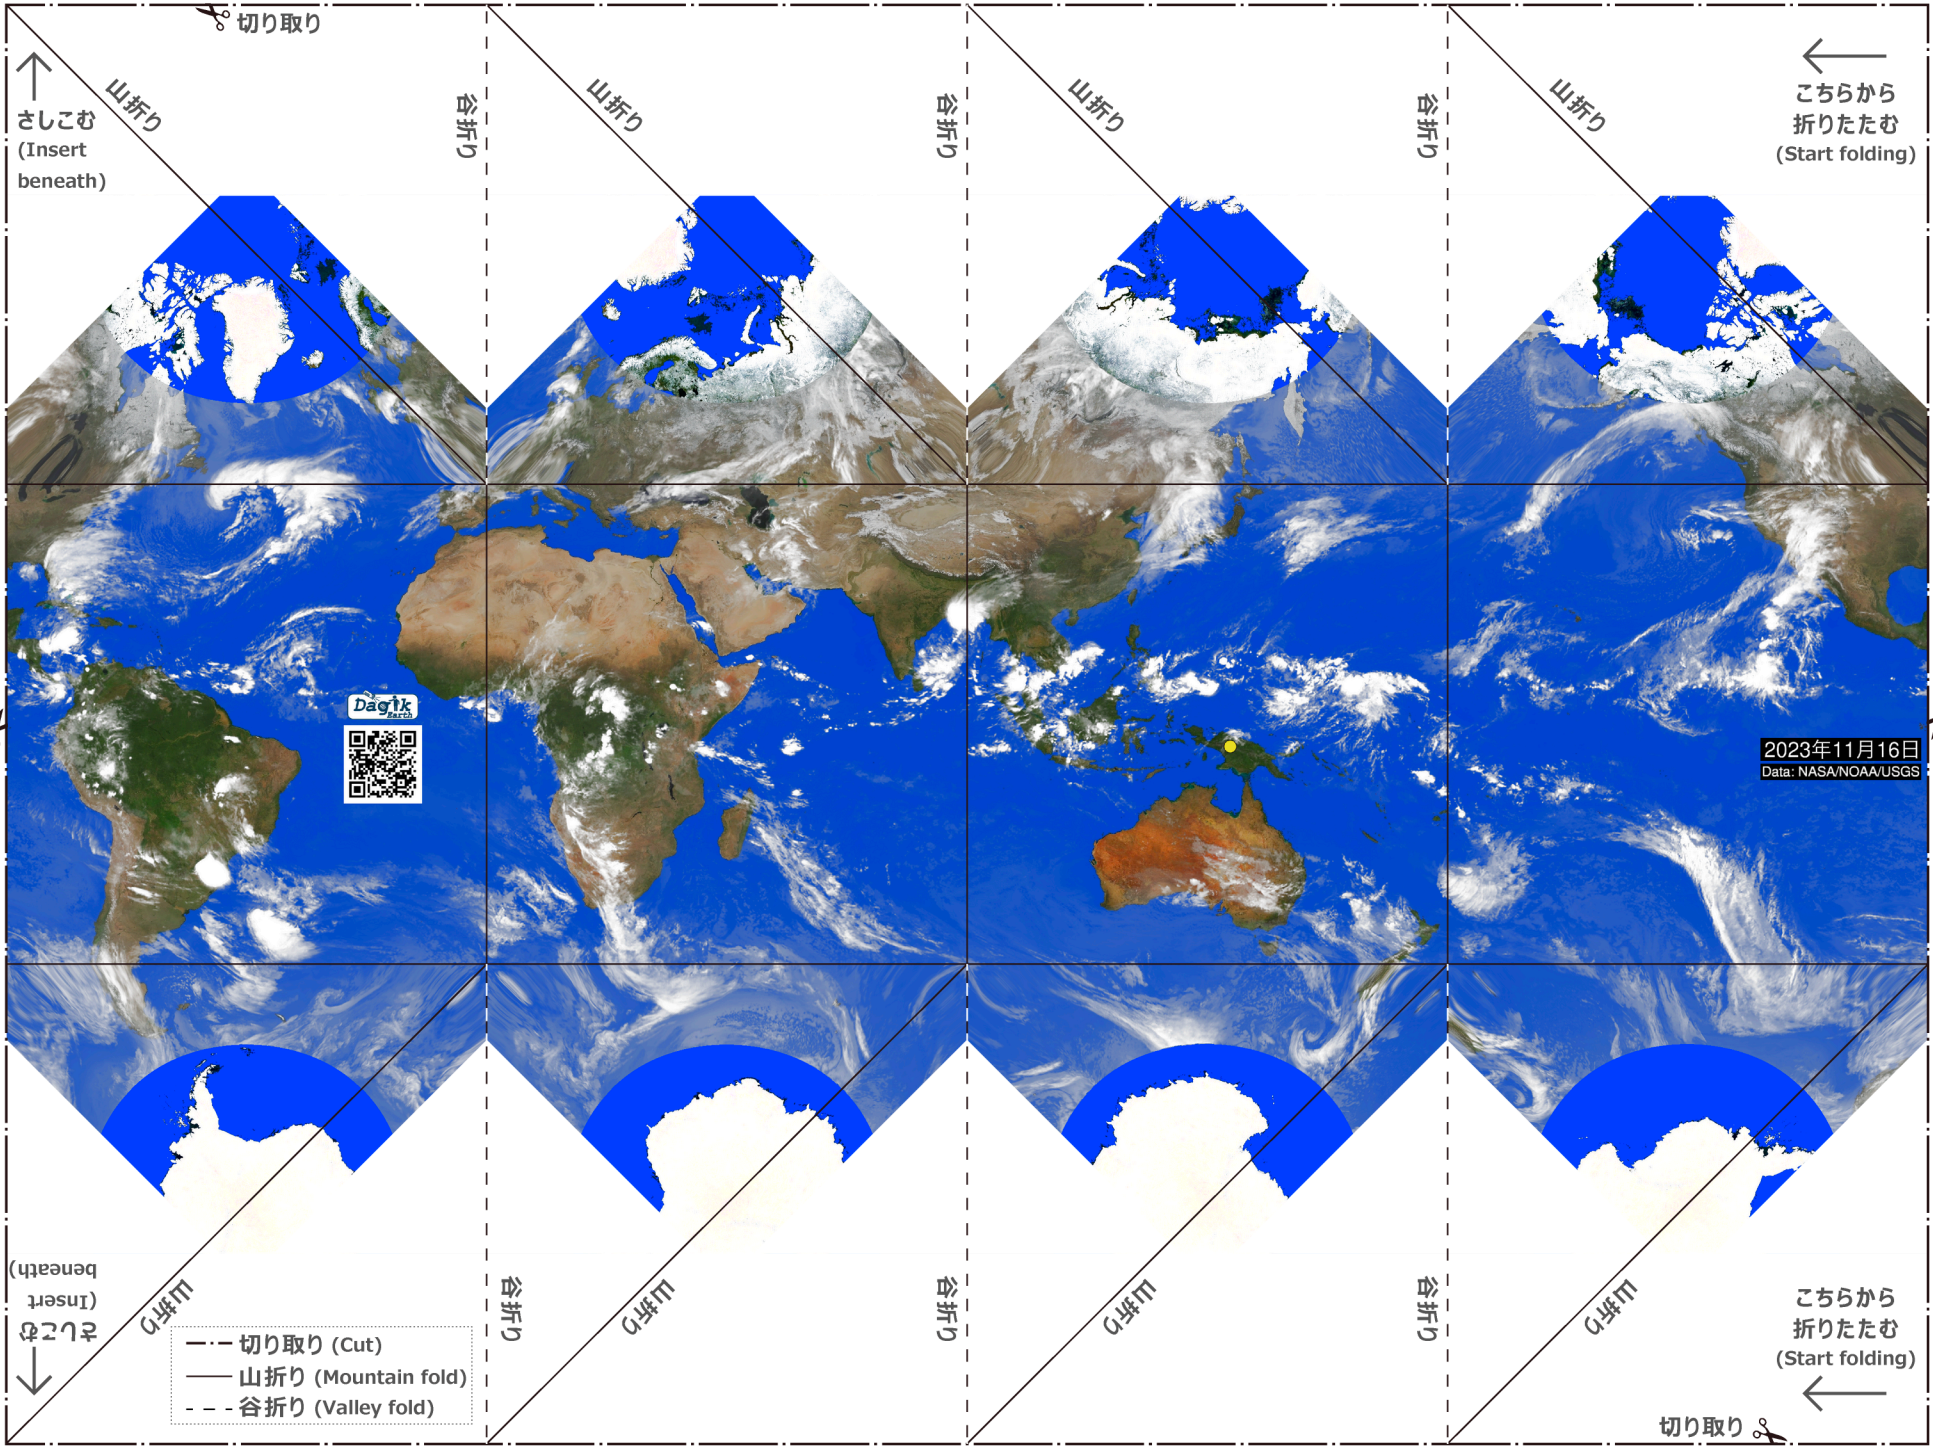 切り取り
山折り
谷折り
山折り
谷折り
山折り
谷折り
山折り
さしこむ
(Insert
beneath)
こちらから
折りたたむ
(Start folding)
Dagik
Earth
2023年11月16日
Data: NASA/NOAA/USGS
さしこむ
(Insert
beneath)
山折り
谷折り
山折り
谷折り
山折り
谷折り
山折り
こちらから
折りたたむ
(Start folding)
切り取り (Cut)
山折り (Mountain fold)
谷折り (Valley fold)
切り取り